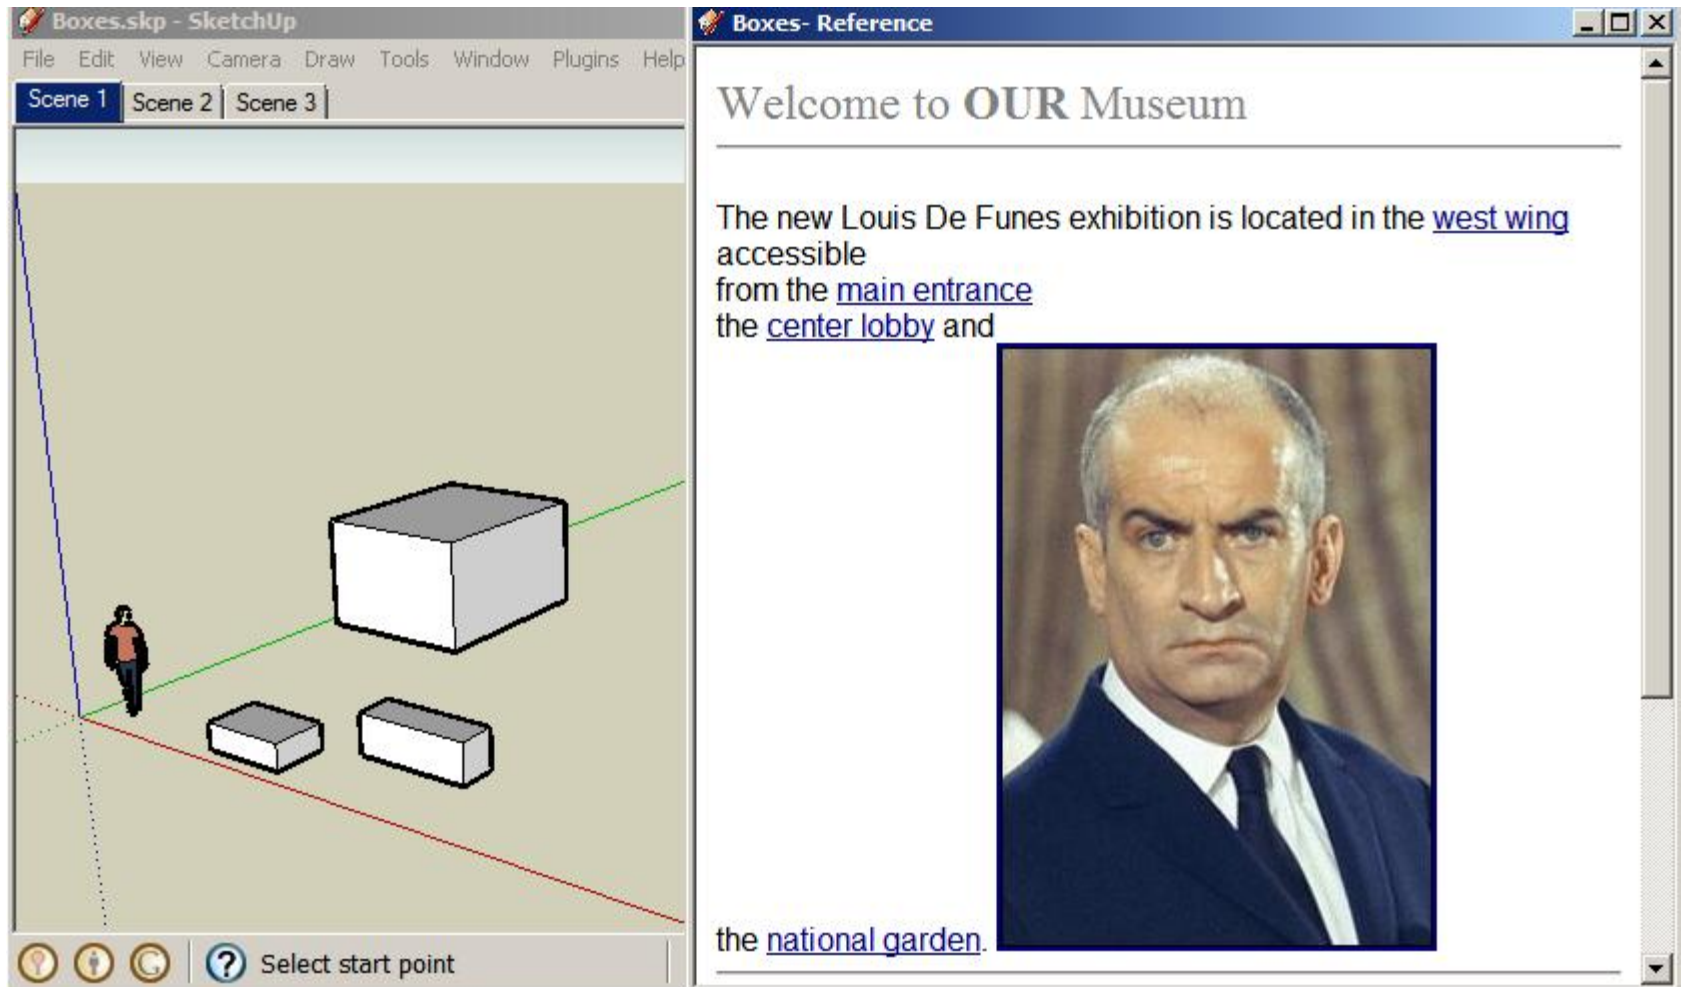 Boxes.skp - SketchUp
File Edit View Camera Draw Tools Window Plugins Help
Scene 1 Scene 2 Scene 3
Select start point
Boxes- Reference
Welcome to OUR Museum
The new Louis De Funes exhibition is located in the west wing
accessible
from the main entrance
the center lobby and
the national garden.